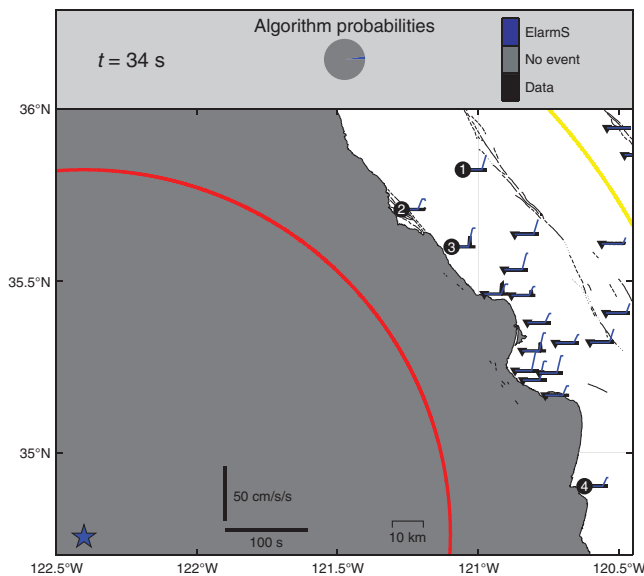 Algorithm probabilities
t = 34 s
ElarmS
No event
Data
36°N
35.5°N
35°N
1
2
3
4
50 cm/s/s
100 s
10 km
122.5°W
122°W
121.5°W
121°W
120.5°W